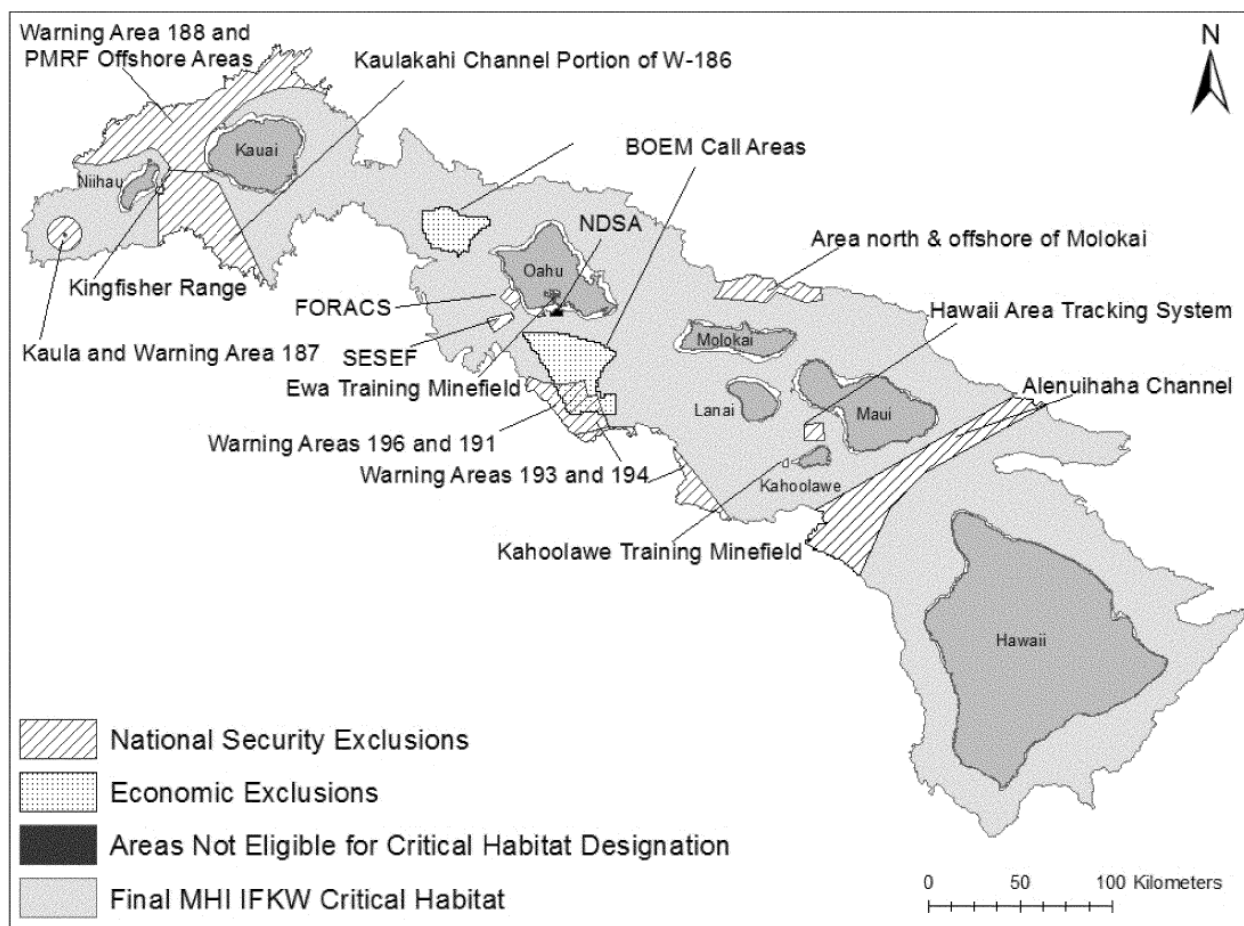 Warning Area 188 and
PMRF Offshore Areas
Kaulakahi Channel Portion of W-186
N
BOEM Call Areas
Kauai
Niihau
NDSA
Area north & offshore of Molokai
Oahu
Kingfisher Range
FORACS
Hawaii Area Tracking System
Kaula and Warning Area 187
SESEF
Molokai
Ewa Training Minefield
Alenuihaha Channel
Lanai
Maui
Warning Areas 196 and 191
Warning Areas 193 and 194
Kahoolawe
Kahoolawe Training Minefield
Hawaii
National Security Exclusions
Economic Exclusions
Areas Not Eligible for Critical Habitat Designation
Final MHI IFKW Critical Habitat
0 50 100 Kilometers